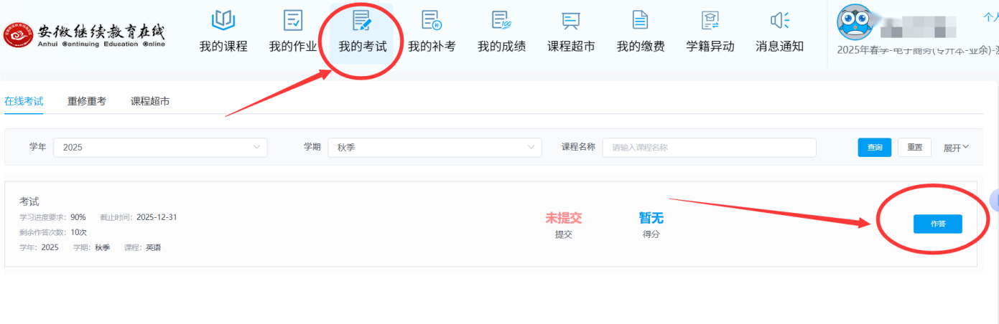 安徽继续教育在线
Anhui Continuing Education Online
我的课程 我的作业 我的考试 我的补考 我的成绩 课程超市 我的缴费 学籍异动 消息通知
个人
2025年春季-电子商务(专升本-业余)-
在线考试 重修重考 课程超市
学年 2025 学期 秋季 课程名称 请输入课程名称 查询 重置 展开
考试
学习进度要求: 90% 截止时间: 2025-12-31
剩余作答次数: 10次
学年: 2025 学期: 秋季 课程: 英语
未提交
提交
暂无
得分
作答